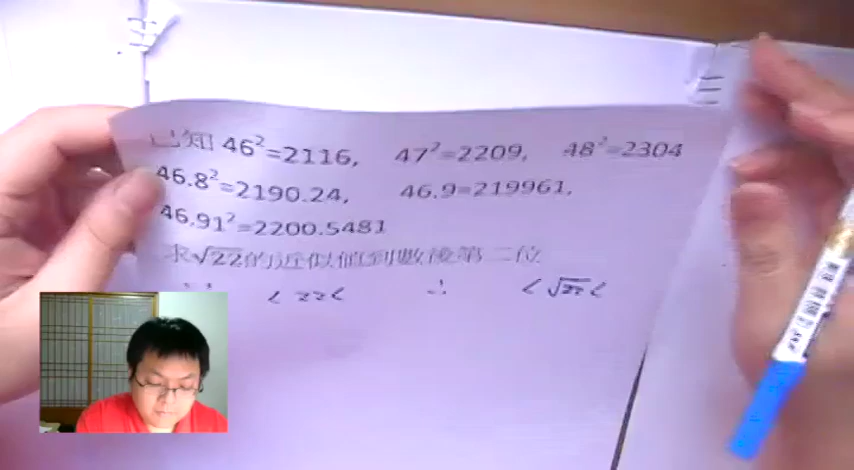 已知 46²=2116, 47²=2209, 48²=2304
46.8²=2190.24, 46.9=219961,
46.91²=2200.5481
求√22的近似值到數後第二位
∵ < 22 < ∴ < √22 <